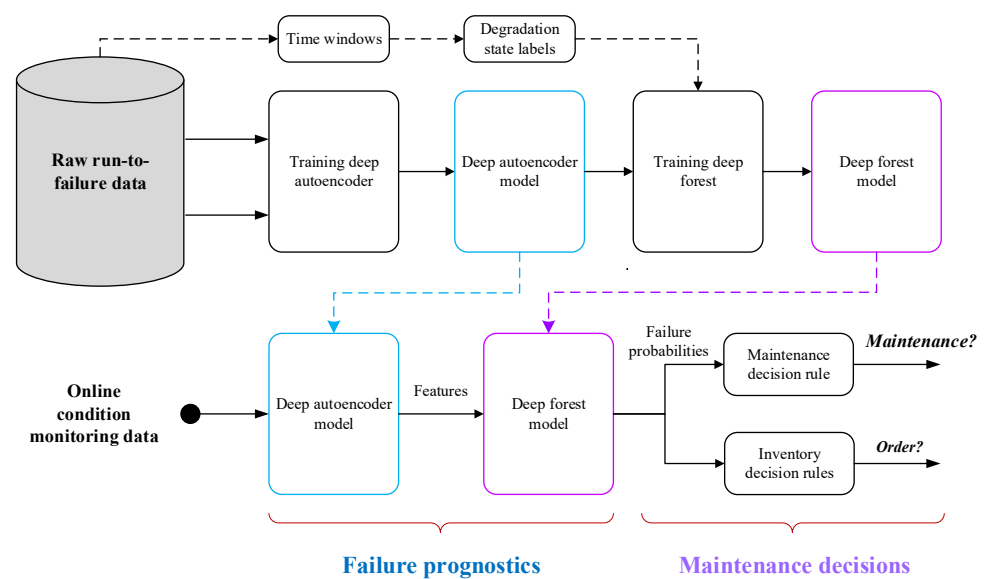 Time windows
Degradation
state labels
Raw run-to-
failure data
Training deep
autoencoder
Deep autoencoder
model
Training deep
forest
Deep forest
model
Online
condition
monitoring data
Deep autoencoder
model
Features
Deep forest
model
Failure
probabilities
Maintenance
decision rule
Maintenance?
Inventory
decision rules
Order?
Failure prognostics
Maintenance decisions